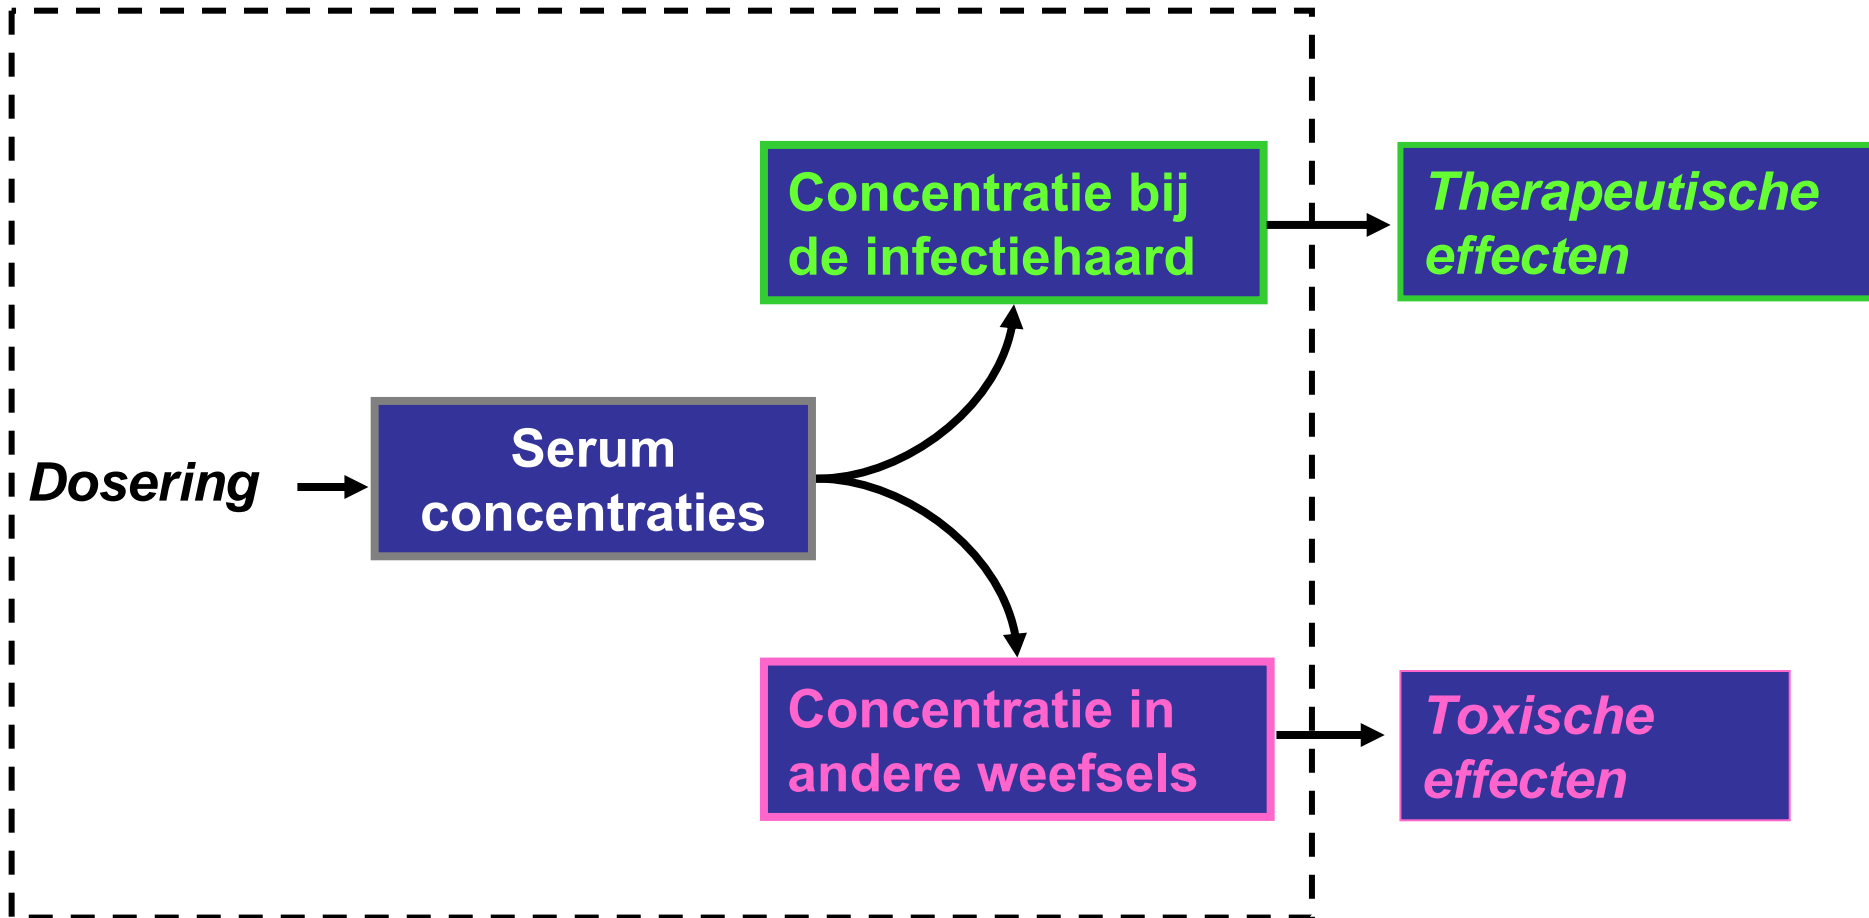 Concentratie bij
de infectiehaard
Therapeutische
effecten
Dosering
Serum
concentraties
Concentratie in
andere weefsels
Toxische
effecten